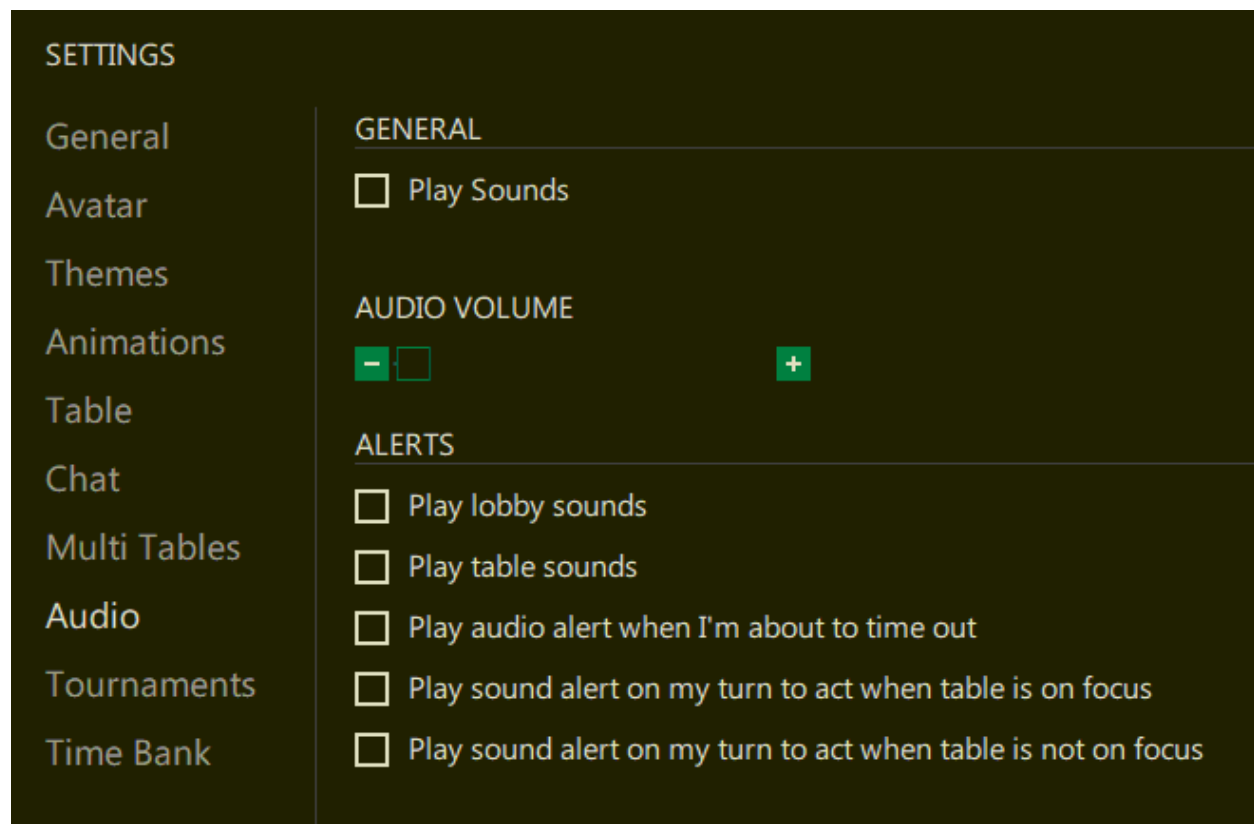 SETTINGS
General
Avatar
Themes
Animations
Table
Chat
Multi Tables
Audio
Tournaments
Time Bank
GENERAL
Play Sounds
AUDIO VOLUME
- +
ALERTS
Play lobby sounds
Play table sounds
Play audio alert when I'm about to time out
Play sound alert on my turn to act when table is on focus
Play sound alert on my turn to act when table is not on focus